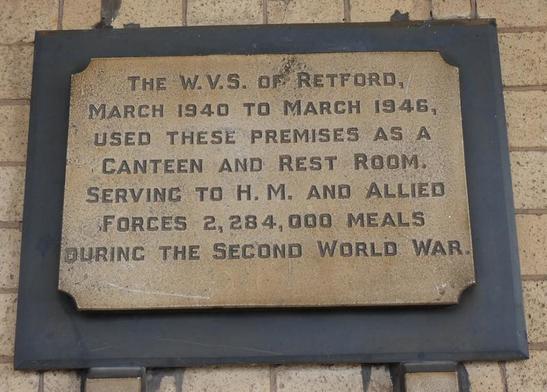 The W.V.S. of Retford,
March 1940 to March 1946,
used these premises as a
Canteen and Rest Room.
Serving to H.M. and Allied
Forces 2,284,000 meals
during the Second World War.